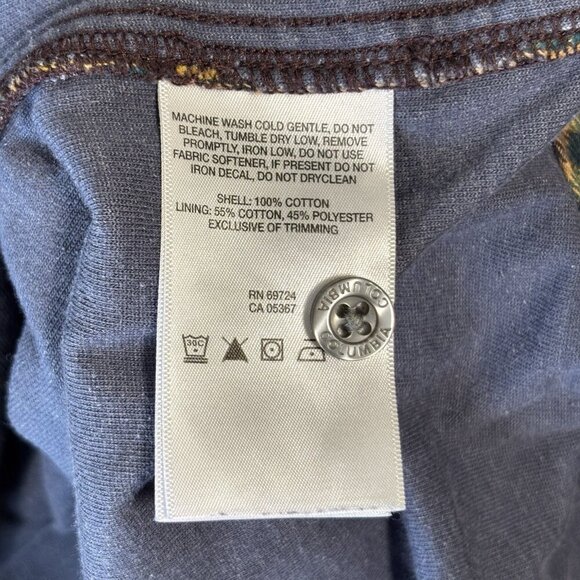 MACHINE WASH COLD GENTLE, DO NOT
BLEACH, TUMBLE DRY LOW, REMOVE
PROMPTLY, IRON LOW, DO NOT USE
FABRIC SOFTENER, IF PRESENT DO NOT
IRON DECAL, DO NOT DRYCLEAN
SHELL: 100% COTTON
LINING: 55% COTTON, 45% POLYESTER
EXCLUSIVE OF TRIMMING
RN 69724
CA 05367
30C
COLUMBIA
COLUMBIA